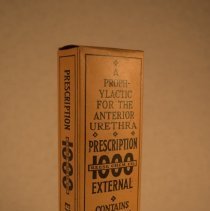 A
PROPH-
YLACTIC
FOR THE
ANTERIOR
URETHRA
PRESCRIPTION
1000
EXTERNAL
CONTAINS
PRESCRIPTION
1000